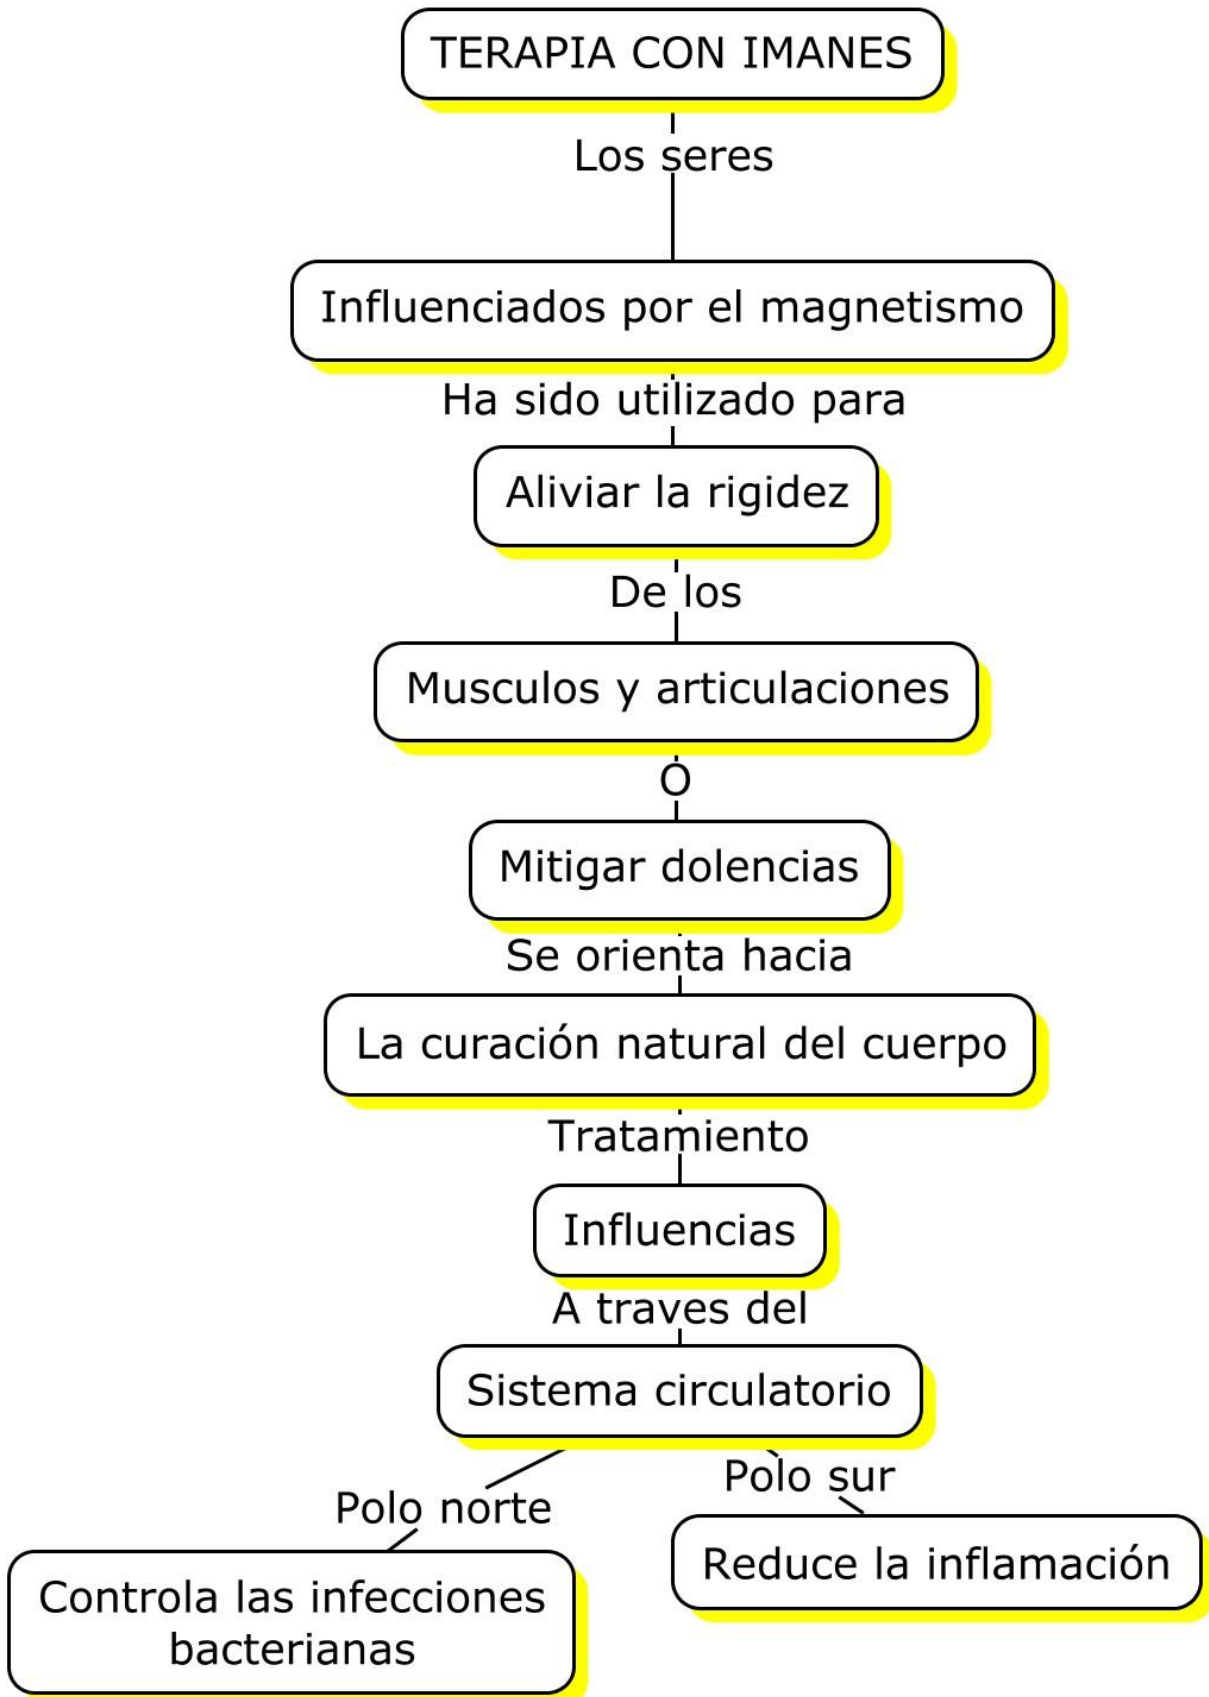 TERAPIA CON IMANES
Los seres
Influenciados por el magnetismo
Ha sido utilizado para
Aliviar la rigidez
De los
Musculos y articulaciones
O
Mitigar dolencias
Se orienta hacia
La curación natural del cuerpo
Tratamiento
Influencias
A traves del
Sistema circulatorio
Polo norte
Controla las infecciones
bacterianas
Polo sur
Reduce la inflamación